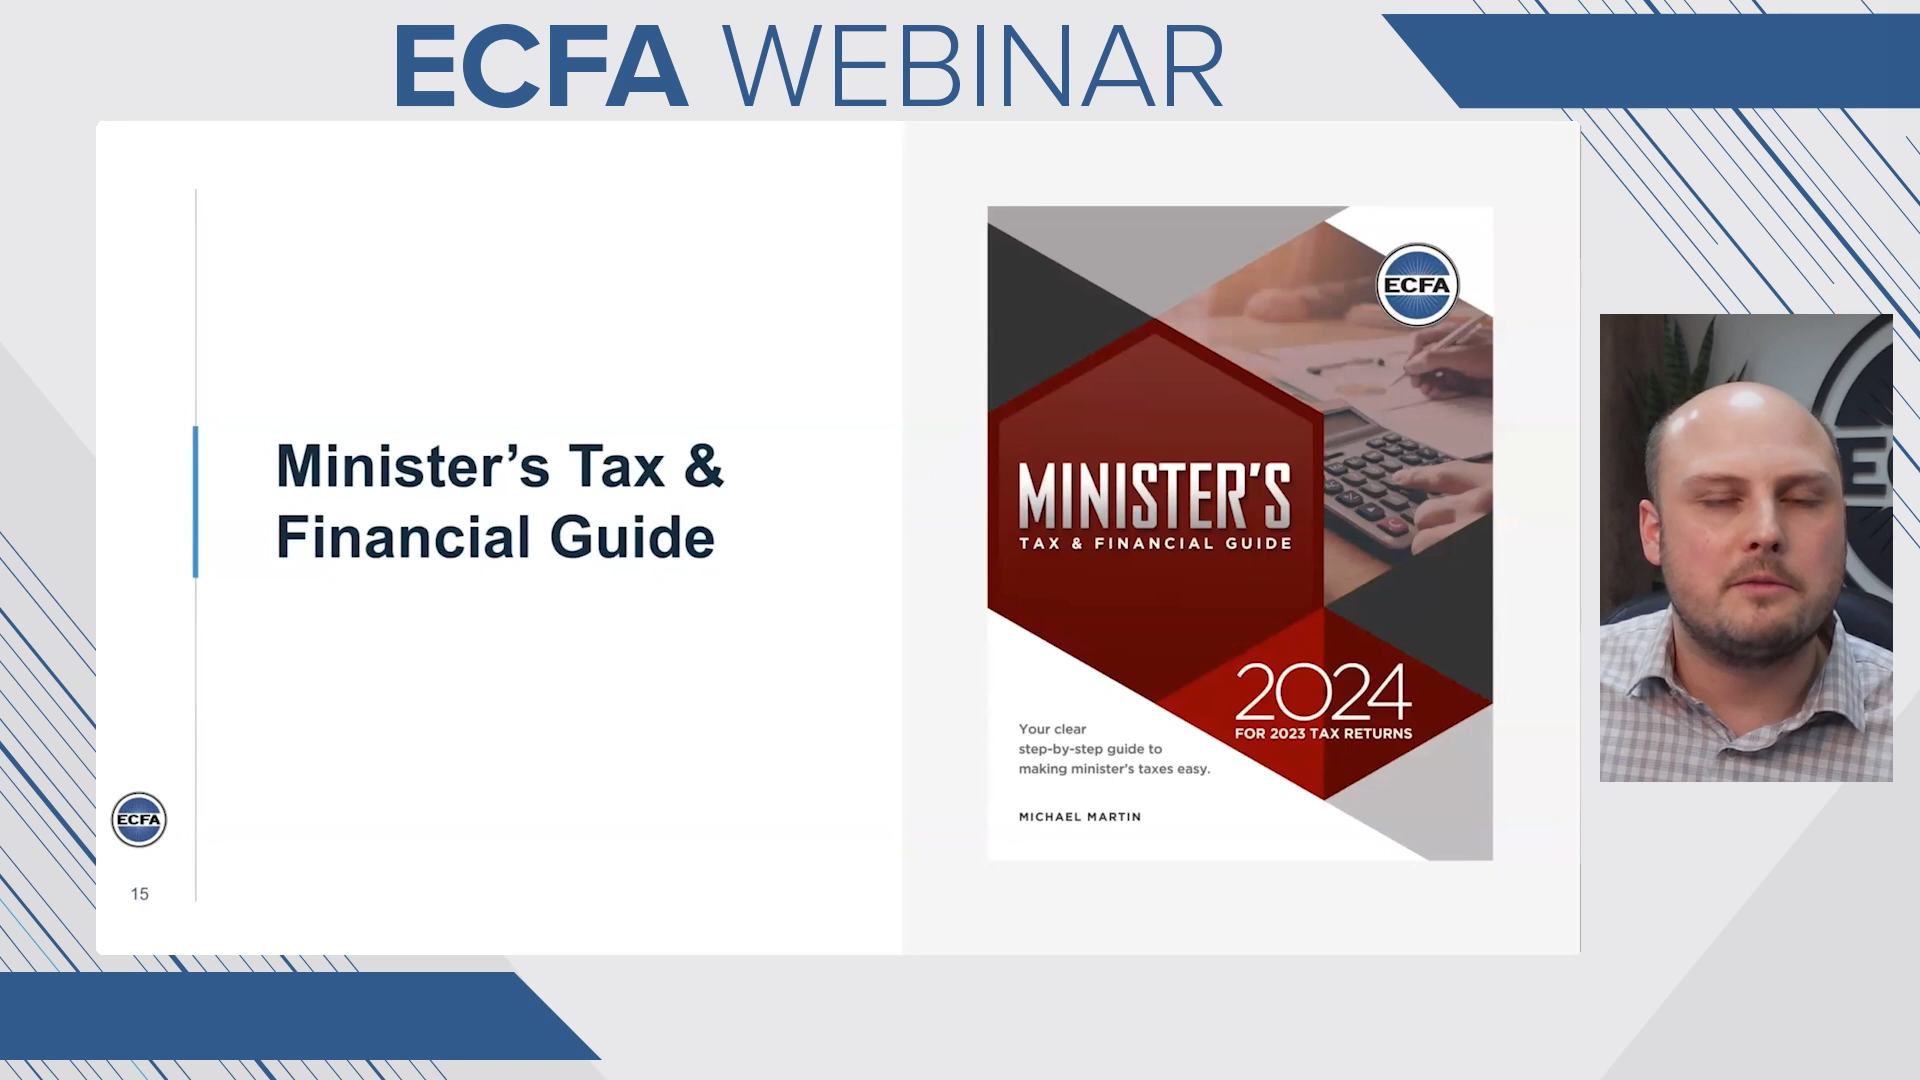 ECFA WEBINAR
Minister’s Tax &
Financial Guide
ECFA
15
ECFA
MINISTER’S
TAX & FINANCIAL GUIDE
2024
FOR 2023 TAX RETURNS
Your clear
step-by-step guide to
making minister's taxes easy.
MICHAEL MARTIN